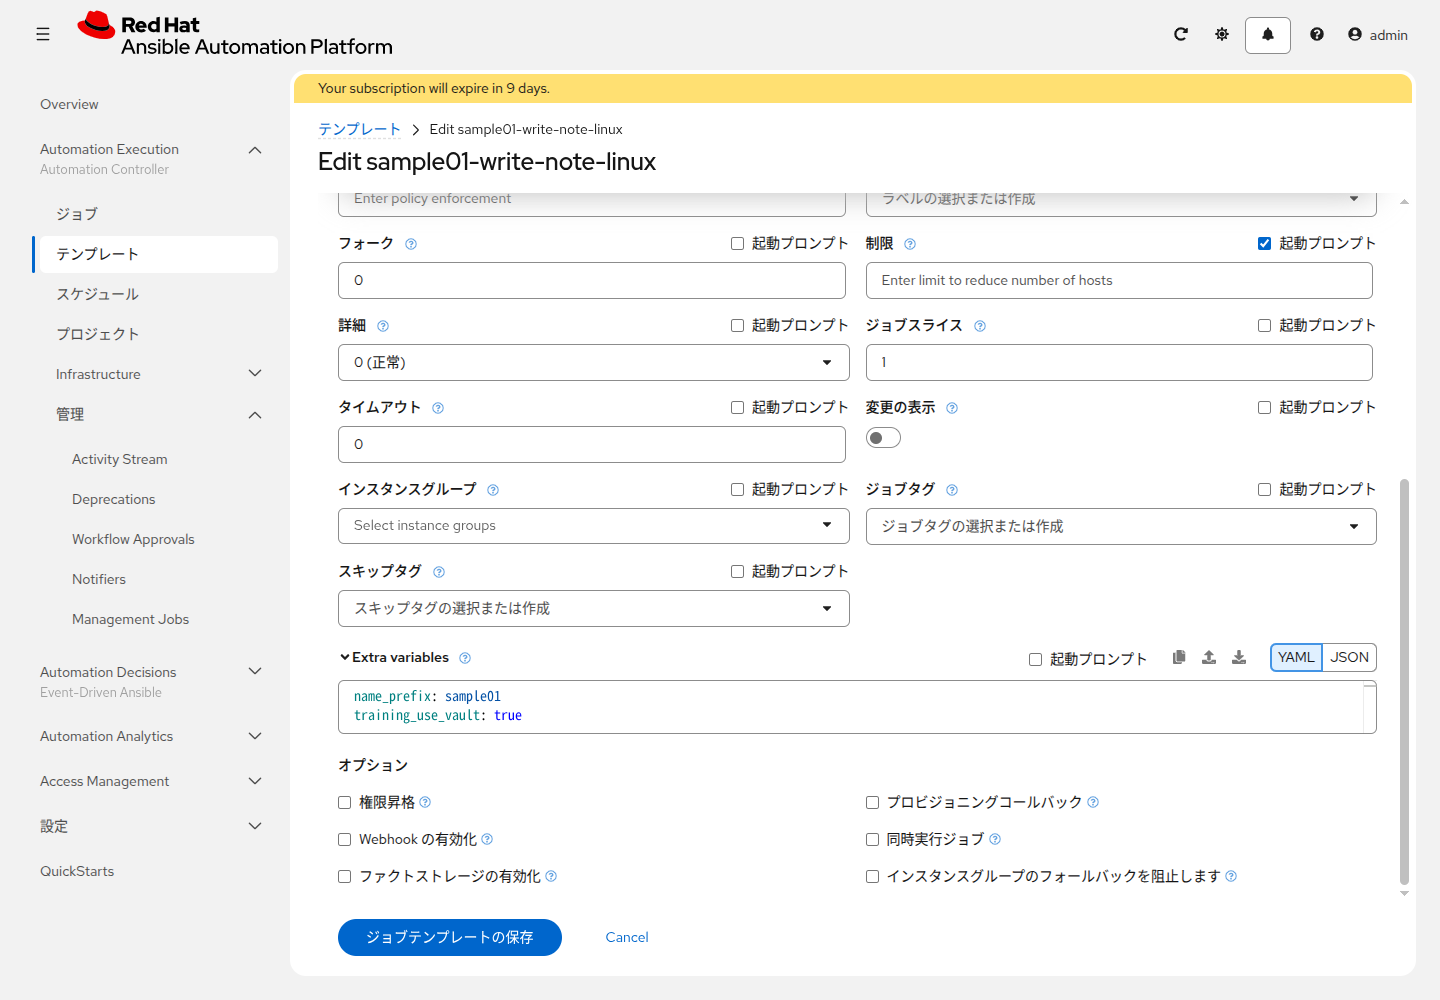 Red Hat
Ansible Automation Platform
admin
Overview
Automation Execution
Automation Controller
ジョブ
テンプレート
スケジュール
プロジェクト
Infrastructure
管理
Activity Stream
Deprecations
Workflow Approvals
Notifiers
Management Jobs
Automation Decisions
Event-Driven Ansible
Automation Analytics
Access Management
設定
QuickStarts
Your subscription will expire in 9 days.
テンプレート > Edit sample01-write-note-linux
Edit sample01-write-note-linux
Enter policy enforcement
ラベルの選択または作成
フォーク 起動プロンプト
制限 起動プロンプト
0
Enter limit to reduce number of hosts
詳細 起動プロンプト
ジョブスライス 起動プロンプト
0 (正常)
1
タイムアウト 起動プロンプト
変更の表示 起動プロンプト
0
インスタンスグループ 起動プロンプト
ジョブタグ 起動プロンプト
Select instance groups
ジョブタグの選択または作成
スキップタグ 起動プロンプト
スキップタグの選択または作成
Extra variables 起動プロンプト YAML JSON
name_prefix: sample01
training_use_vault: true
オプション
権限昇格
プロビジョニングコールバック
Webhook の有効化
同時実行ジョブ
ファクトストレージの有効化
インスタンスグループのフォールバックを阻止します
ジョブテンプレートの保存
Cancel